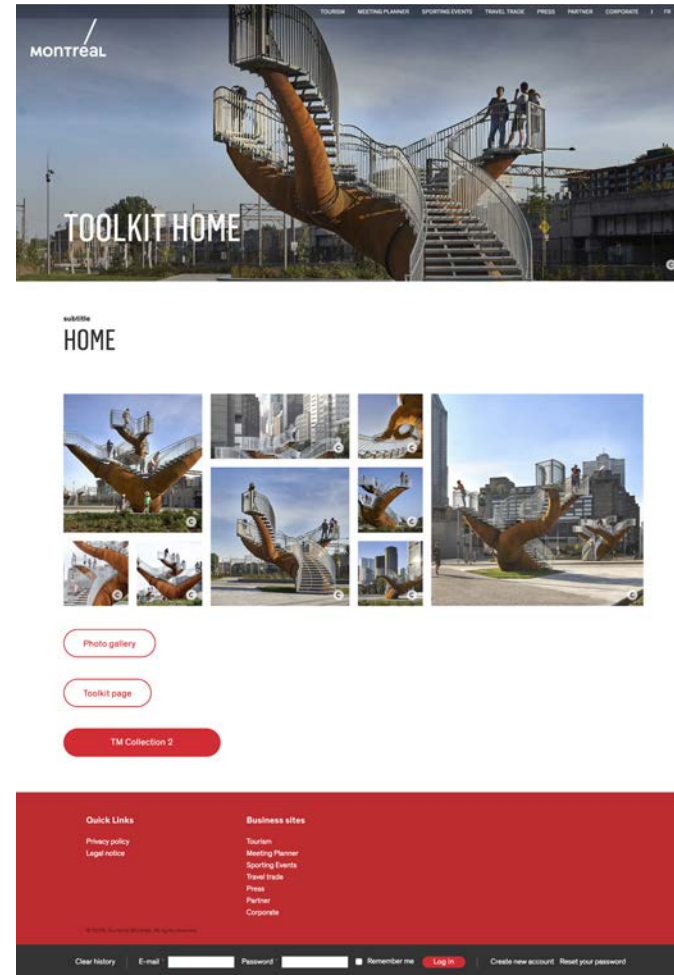 TOURISM MEETING PLANNER SPORTING EVENTS TRAVEL TRADE PRESS PARTNER CORPORATE FR
MONTRÉAL
TOOLKIT HOME
subtitle
HOME
Photo gallery
Toolkit page
TM Collection 2
Quick Links
Privacy policy
Legal notice
Business sites
Tourism
Meeting Planner
Sporting Events
Travel trade
Press
Partner
Corporate
Clear history E-mail * Password * Remember me Log in Create new account Reset your password